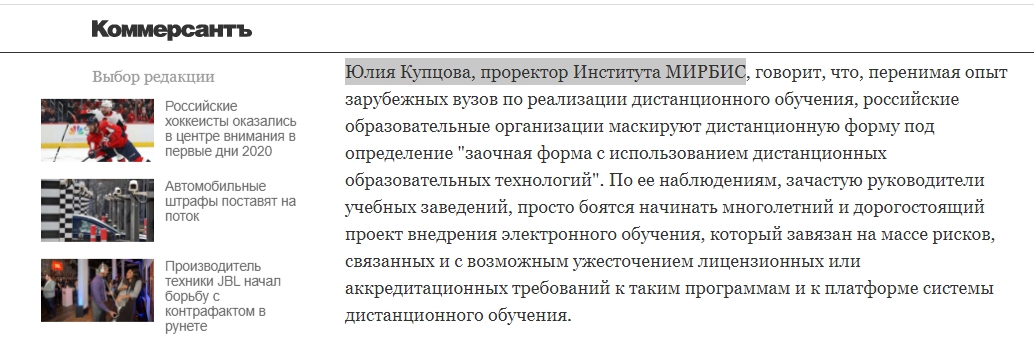 Коммерсантъ
Выбор редакции
Российские
хоккеисты оказались
в центре внимания в
первые дни 2020
Автомобильные
штрафы поставят на
поток
Производитель
техники JBL начал
борьбу с
контрафактом в
рунете
Юлия Купцова, проректор Института МИРБИС, говорит, что, перенимая опыт
зарубежных вузов по реализации дистанционного обучения, российские
образовательные организации маскируют дистанционную форму под
определение "заочная форма с использованием дистанционных
образовательных технологий". По ее наблюдениям, зачастую руководители
учебных заведений, просто боятся начинать многолетний и дорогостоящий
проект внедрения электронного обучения, который завязан на массе рисков,
связанных и с возможным ужесточением лицензионных или
аккредитационных требований к таким программам и к платформе системы
дистанционного обучения.